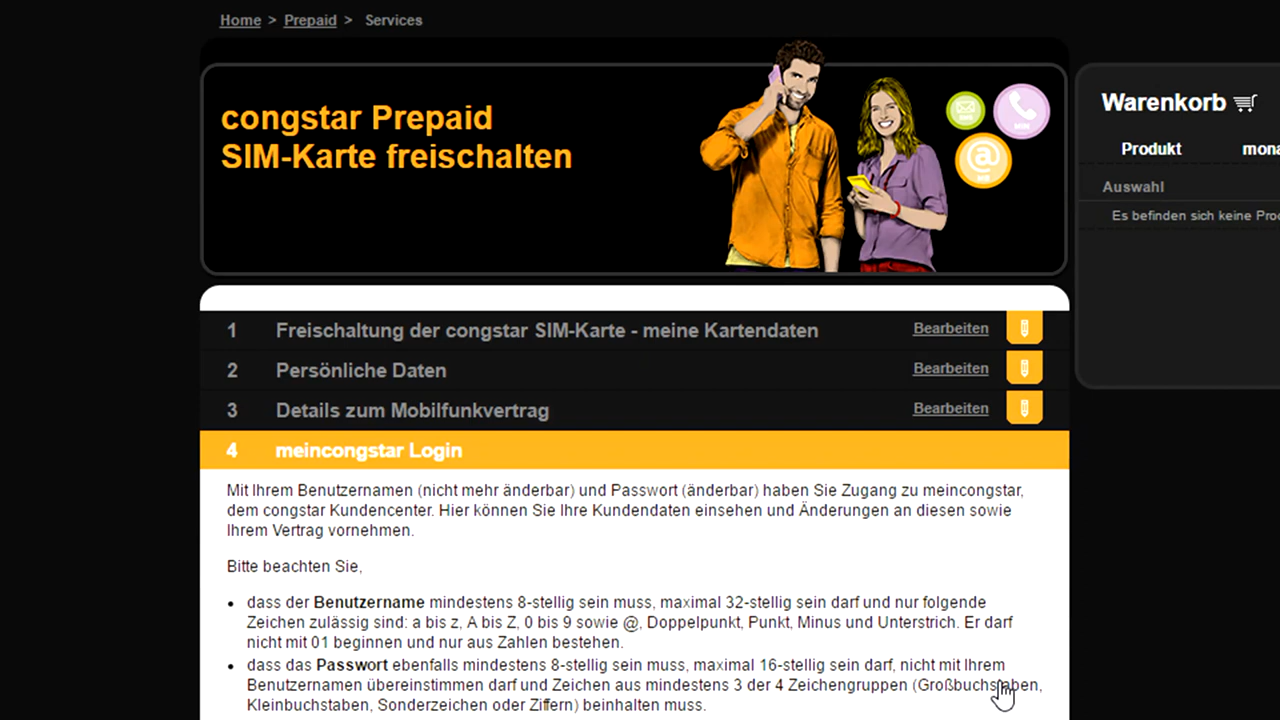 Home > Prepaid > Services
congstar Prepaid
SIM-Karte freischalten
Warenkorb
Produkt
Auswahl
Es befinden sich keine
1 Freischaltung der congstar SIM-Karte - meine Kartendaten Bearbeiten
2 Persönliche Daten Bearbeiten
3 Details zum Mobilfunkvertrag Bearbeiten
4 meincongstar Login
Mit Ihrem Benutzernamen (nicht mehr änderbar) und Passwort (änderbar) haben Sie Zugang zu meincongstar,
dem congstar Kundencenter. Hier können Sie Ihre Kundendaten einsehen und Änderungen an diesen sowie
Ihrem Vertrag vornehmen.
Bitte beachten Sie,
• dass der Benutzername mindestens 8-stellig sein muss, maximal 32-stellig sein darf und nur folgende
Zeichen zulässig sind: a bis z, A bis Z, 0 bis 9 sowie @, Doppelpunkt, Punkt, Minus und Unterstrich. Er darf
nicht mit 01 beginnen und nur aus Zahlen bestehen.
• dass das Passwort ebenfalls mindestens 8-stellig sein muss, maximal 16-stellig sein darf, nicht mit Ihrem
Benutzernamen übereinstimmen darf und Zeichen aus mindestens 3 der 4 Zeichengruppen (Großbuchstaben,
Kleinbuchstaben, Sonderzeichen oder Ziffern) beinhalten muss.